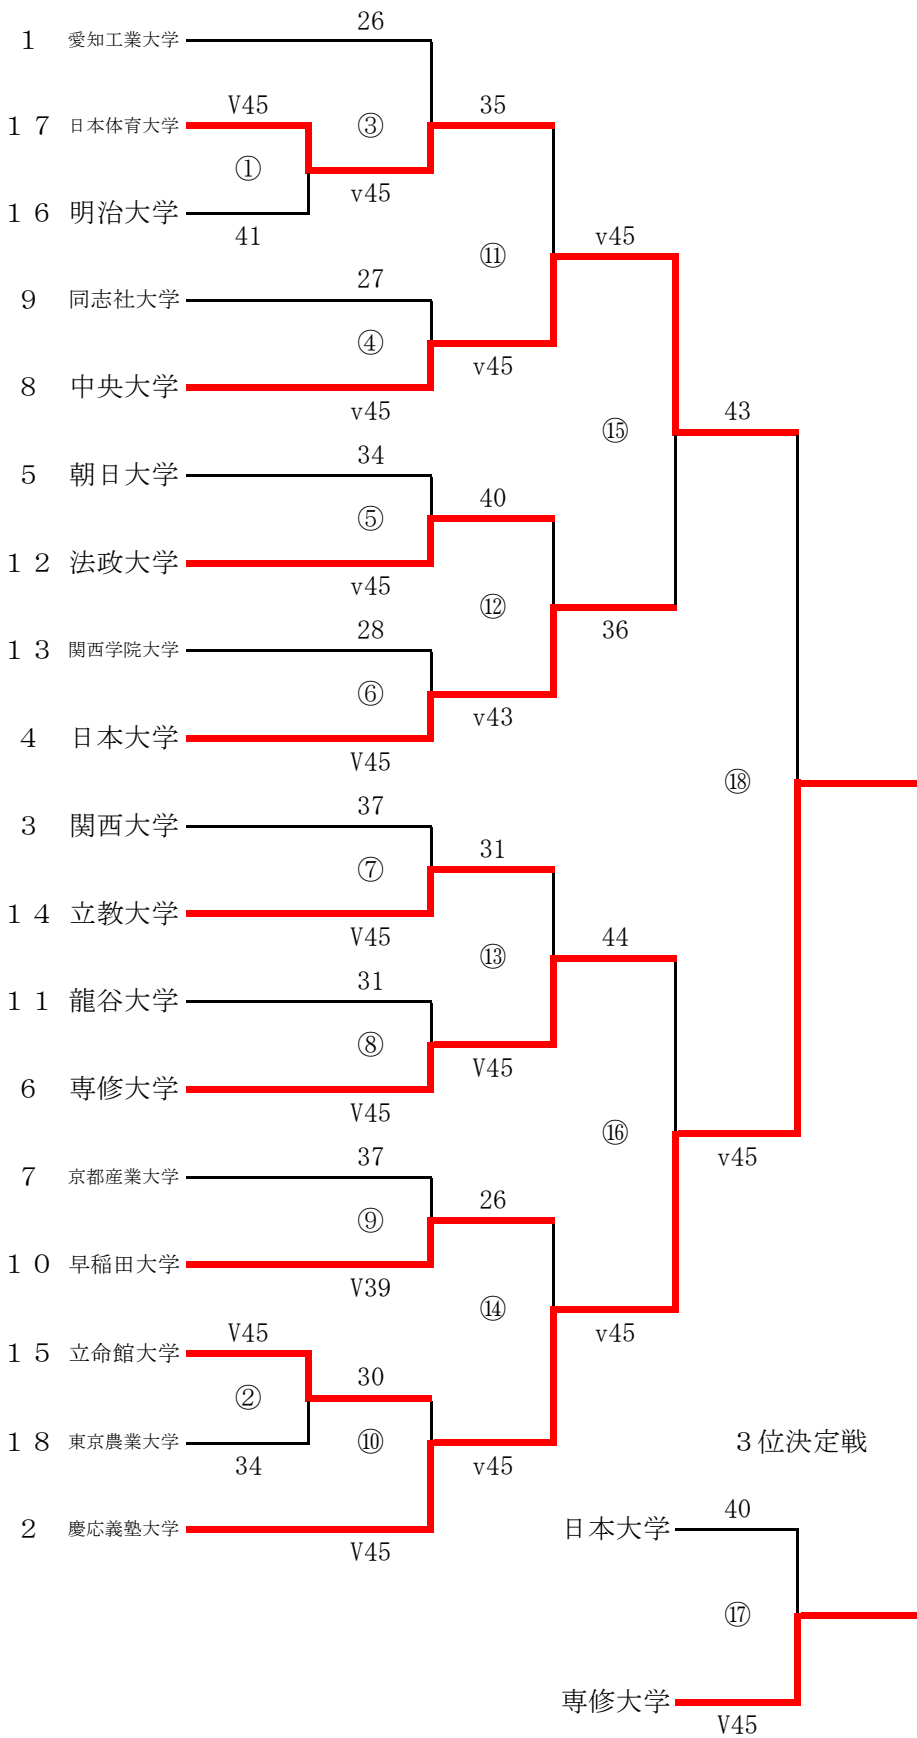 26
1 愛知工業大学
V45 35
17 日本体育大学 ③
①
v45
16 明治大学
41 v45
⑪
27
9 同志社大学
④
v45
8 中央大学
v45 43
⑮
34
5 朝日大学
40
⑤
12 法政大学
v45
⑫
28 36
13 関西学院大学
⑥
v43
4 日本大学
V45
⑱
37
3 関西大学
31
⑦
14 立教大学
V45 44
⑬
31
11 龍谷大学
⑧
V45
6 専修大学
V45
⑯
37 v45
7 京都産業大学
26
⑨
10 早稲田大学
V39
⑭
V45 v45
15 立命館大学
30
②
18 東京農業大学 ⑩ 3位決定戦
34 v45
40
2 慶応義塾大学 日本大学
V45
⑰
専修大学
V45